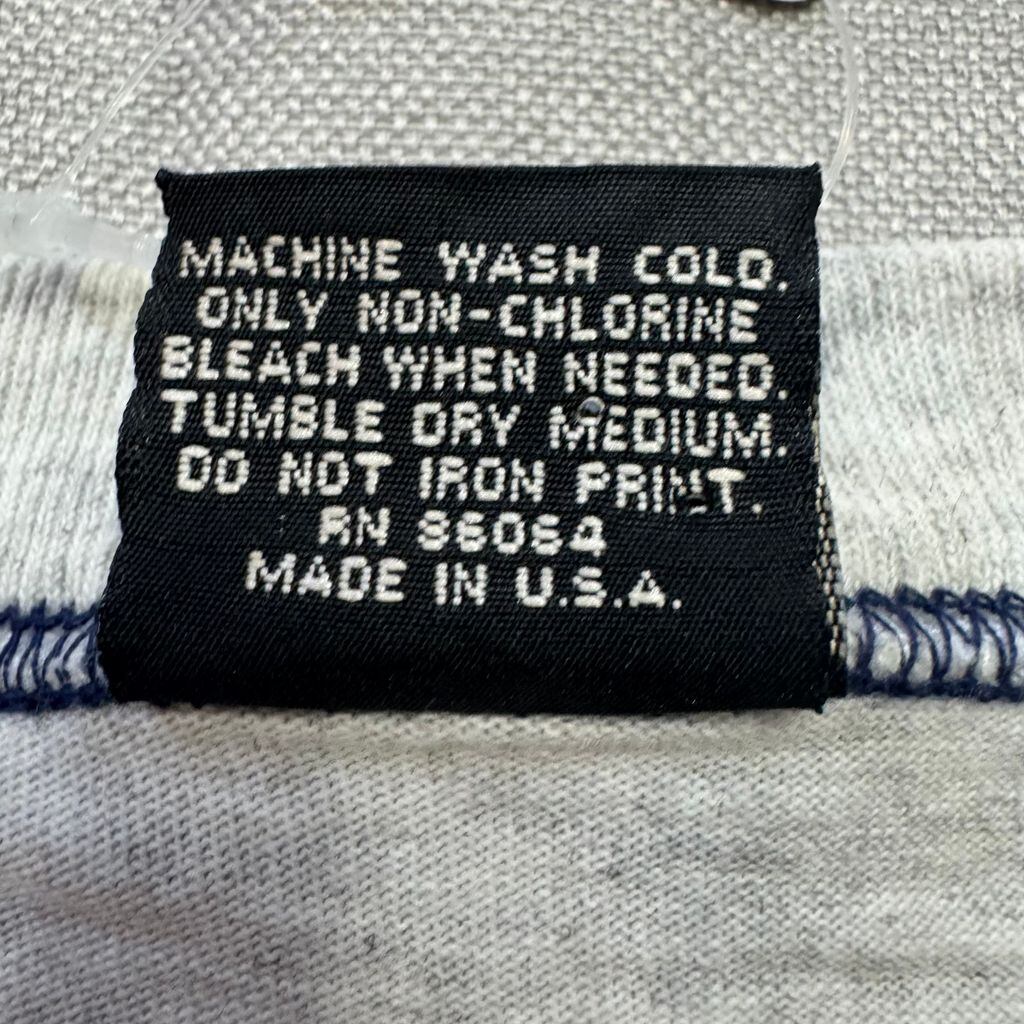 MACHINE WASH COLD.
ONLY NON-CHLORINE
BLEACH WHEN NEEDED.
TUMBLE DRY MEDIUM.
DO NOT IRON PRINT.
RN 86064
MADE IN U.S.A.